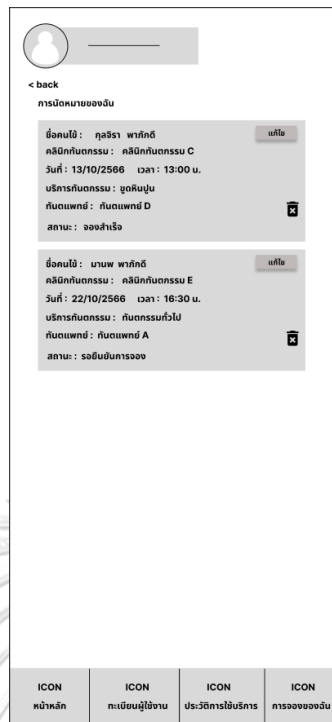 < back
การนัดหมายของฉัน
ชื่อคนไข้ : กุลจิรา พาภักดี
แก้ไข
คลินิกทันตกรรม : คลินิกทันตกรรม C
วันที่ : 13/10/2566 เวลา : 13:00 น.
บริการทันตกรรม : ขูดหินปูน
ทันตแพทย์ : ทันตแพทย์ D
สถานะ : จองสำเร็จ
ชื่อคนไข้ : มานพ พาภักดี
แก้ไข
คลินิกทันตกรรม : คลินิกทันตกรรม E
วันที่ : 22/10/2566 เวลา : 16:30 น.
บริการทันตกรรม : ทันตกรรมทั่วไป
ทันตแพทย์ : ทันตแพทย์ A
สถานะ : รอยืนยันการจอง
ICON ICON ICON ICON
หน้าหลัก ทะเบียนผู้ใช้งาน ประวัติการใช้บริการ การจองของฉัน